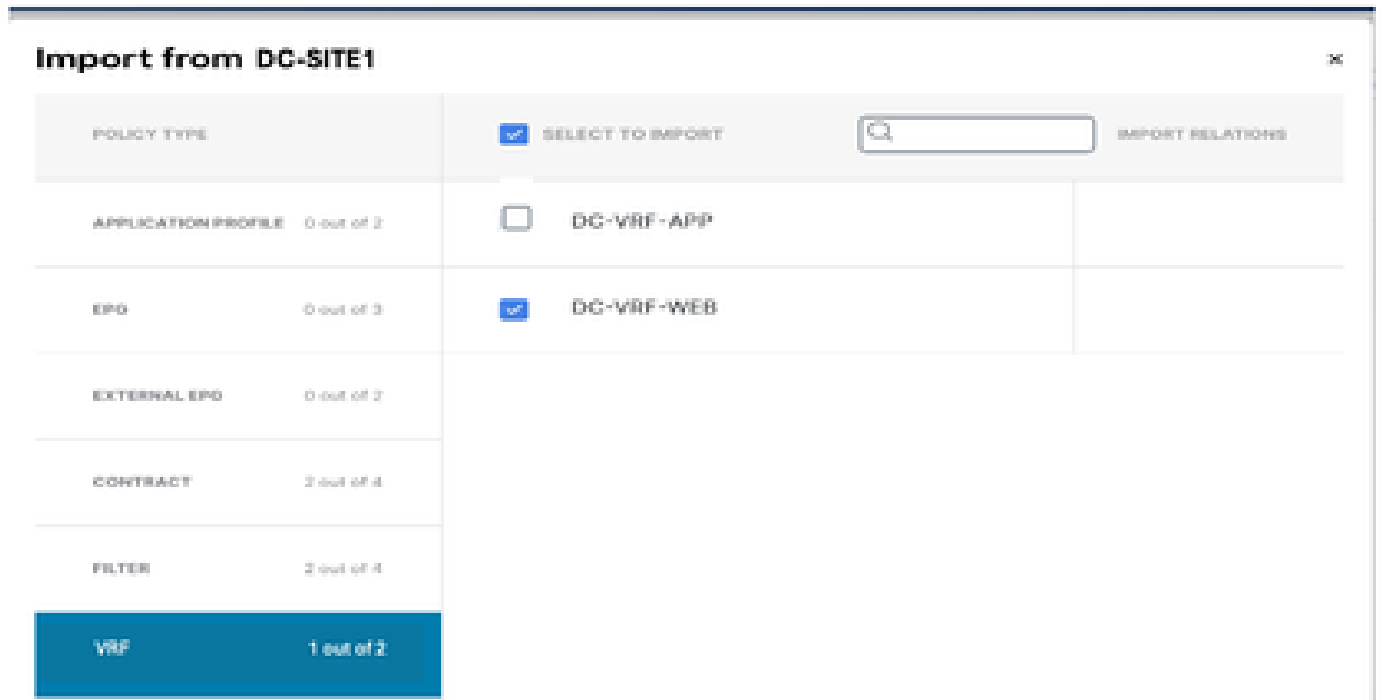 Import from DC-SITE1
POLICY TYPE
SELECT TO IMPORT
IMPORT RELATIONS
APPLICATION PROFILE 0 out of 2
DC-VRF-APP
EPG 0 out of 3
DC-VRF-WEB
EXTERNAL EPG 0 out of 2
CONTRACT 2 out of 4
FILTER 2 out of 4
VRF 1 out of 2